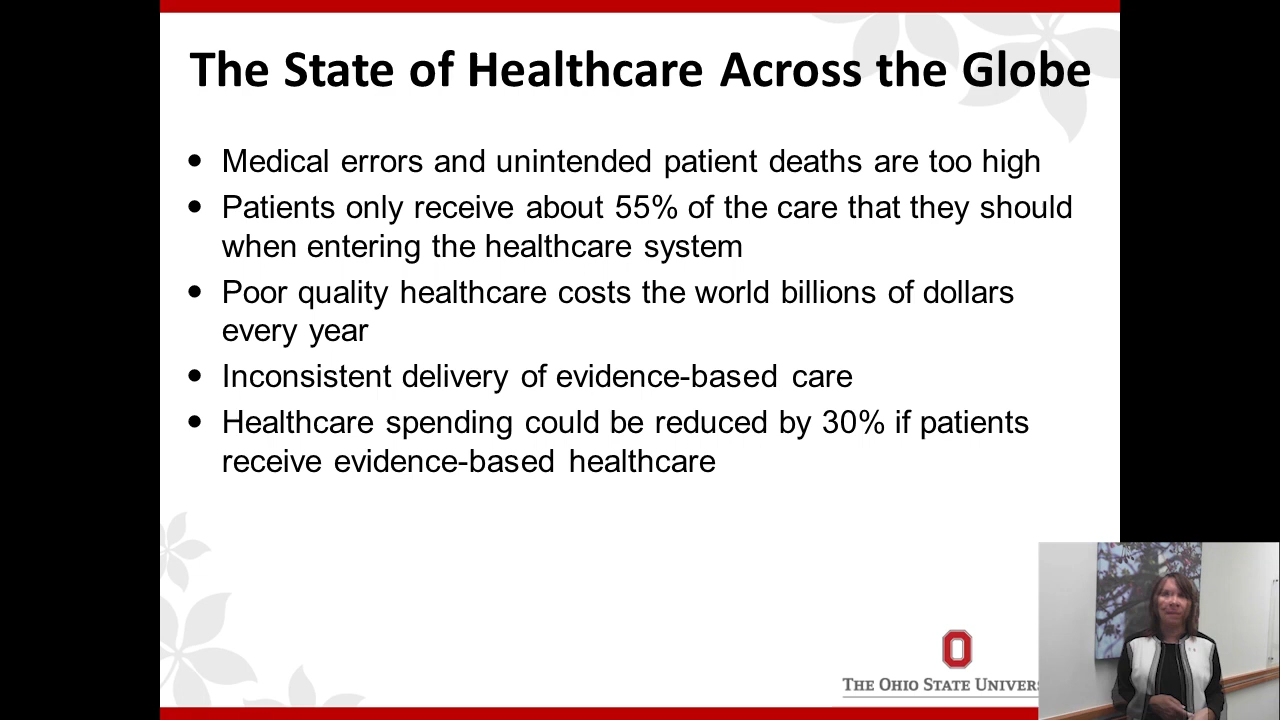 The State of Healthcare Across the Globe
Medical errors and unintended patient deaths are too high
Patients only receive about 55% of the care that they should
when entering the healthcare system
Poor quality healthcare costs the world billions of dollars
every year
Inconsistent delivery of evidence-based care
Healthcare spending could be reduced by 30% if patients
receive evidence-based healthcare
THE OHIO STATE